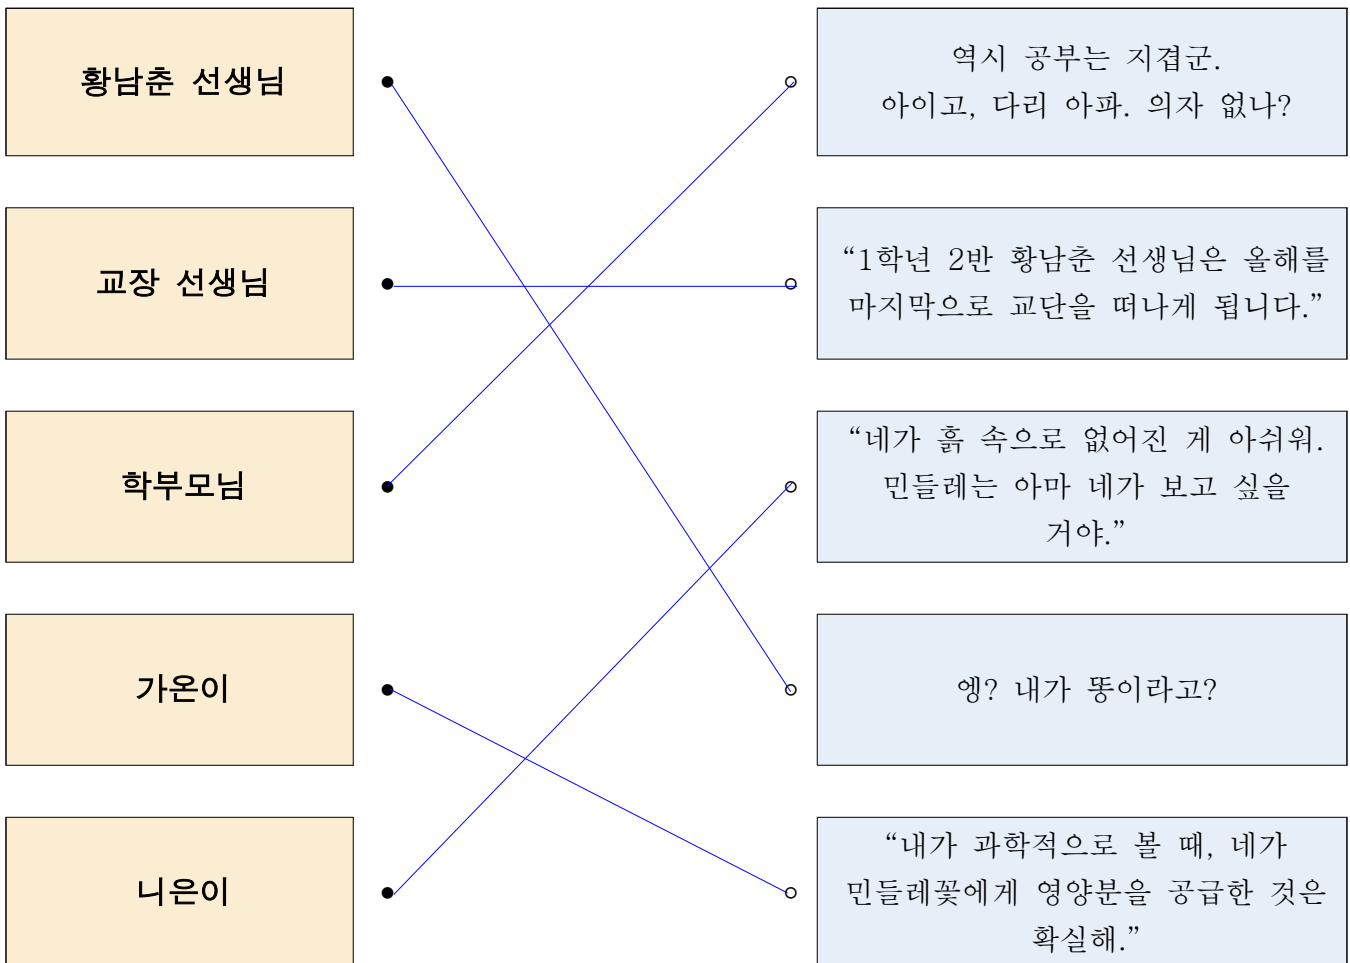 황남춘 선생님
역시 공부는 지겹군.
아이고, 다리 아파. 의자 없나?
교장 선생님
“1학년 2반 황남춘 선생님은 올해를
마지막으로 교단을 떠나게 됩니다.”
학부모님
“네가 흙 속으로 없어진 게 아쉬워.
민들레는 아마 네가 보고 싶을
거야.”
가온이
엥? 내가 똥이라고?
니은이
“내가 과학적으로 볼 때, 네가
민들레꽃에게 영양분을 공급한 것은
확실해.”